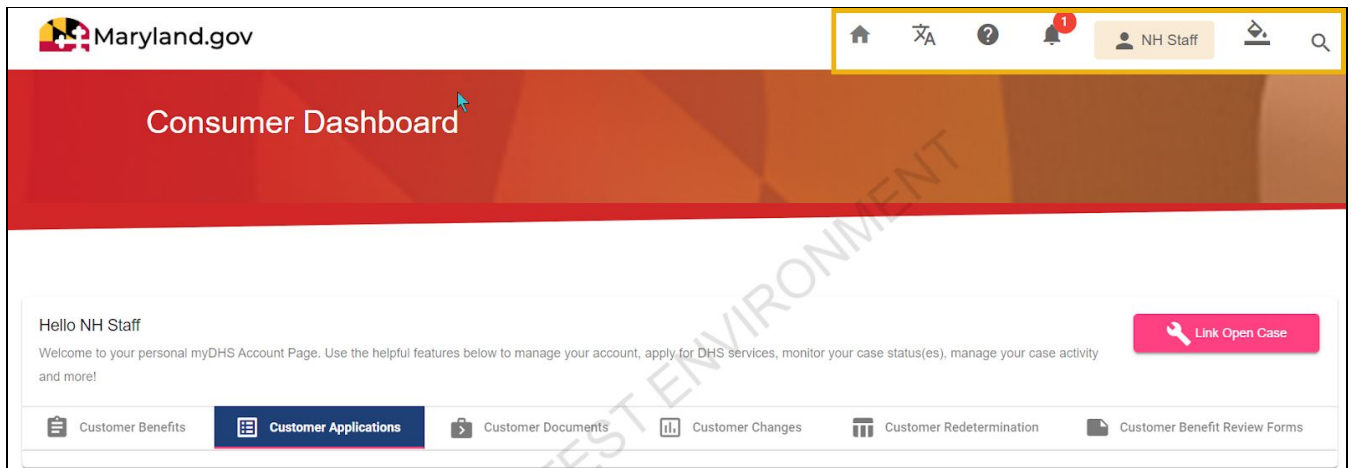 Maryland.gov
1
NH Staff
Consumer Dashboard
Hello NH Staff
Link Open Case
Welcome to your personal myDHS Account Page. Use the helpful features below to manage your account, apply for DHS services, monitor your case status(es), manage your case activity
and more!
Customer Benefits
Customer Applications
Customer Documents
Customer Changes
Customer Redetermination
Customer Benefit Review Forms
TEST ENVIRONMENT